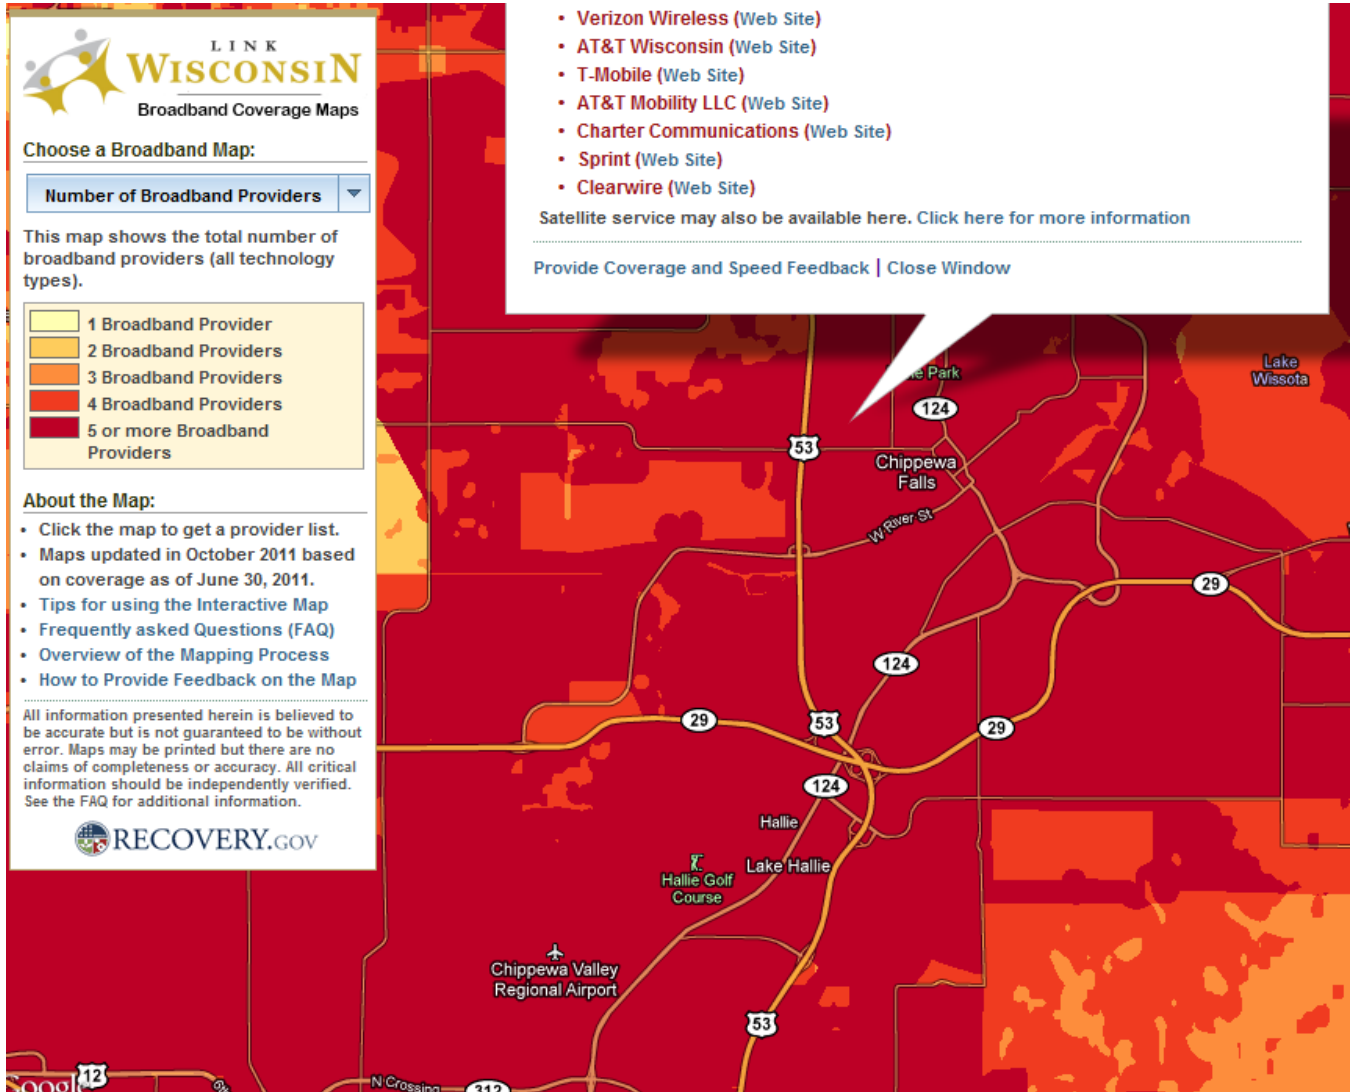 LINK
WISCONSIN
Broadband Coverage Maps
Choose a Broadband Map:
Number of Broadband Providers
This map shows the total number of
broadband providers (all technology
types).
1 Broadband Provider
2 Broadband Providers
3 Broadband Providers
4 Broadband Providers
5 or more Broadband
Providers
About the Map:
• Click the map to get a provider list.
• Maps updated in October 2011 based
on coverage as of June 30, 2011.
• Tips for using the Interactive Map
• Frequently asked Questions (FAQ)
• Overview of the Mapping Process
• How to Provide Feedback on the Map
All information presented herein is believed to
be accurate but is not guaranteed to be without
error. Maps may be printed but there are no
claims of completeness or accuracy. All critical
information should be independently verified.
See the FAQ for additional information.
RECOVERY.GOV
• Verizon Wireless (Web Site)
• AT&T Wisconsin (Web Site)
• T-Mobile (Web Site)
• AT&T Mobility LLC (Web Site)
• Charter Communications (Web Site)
• Sprint (Web Site)
• Clearwire (Web Site)
Satellite service may also be available here. Click here for more information
Provide Coverage and Speed Feedback | Close Window
Lake
Wissota
Park
124
53
Chippewa
Falls
W River St
29
124
29
53
29
124
Hallie
Lake Hallie
Hallie Golf
Course
Chippewa Valley
Regional Airport
53
12
Google
N Crossing
312